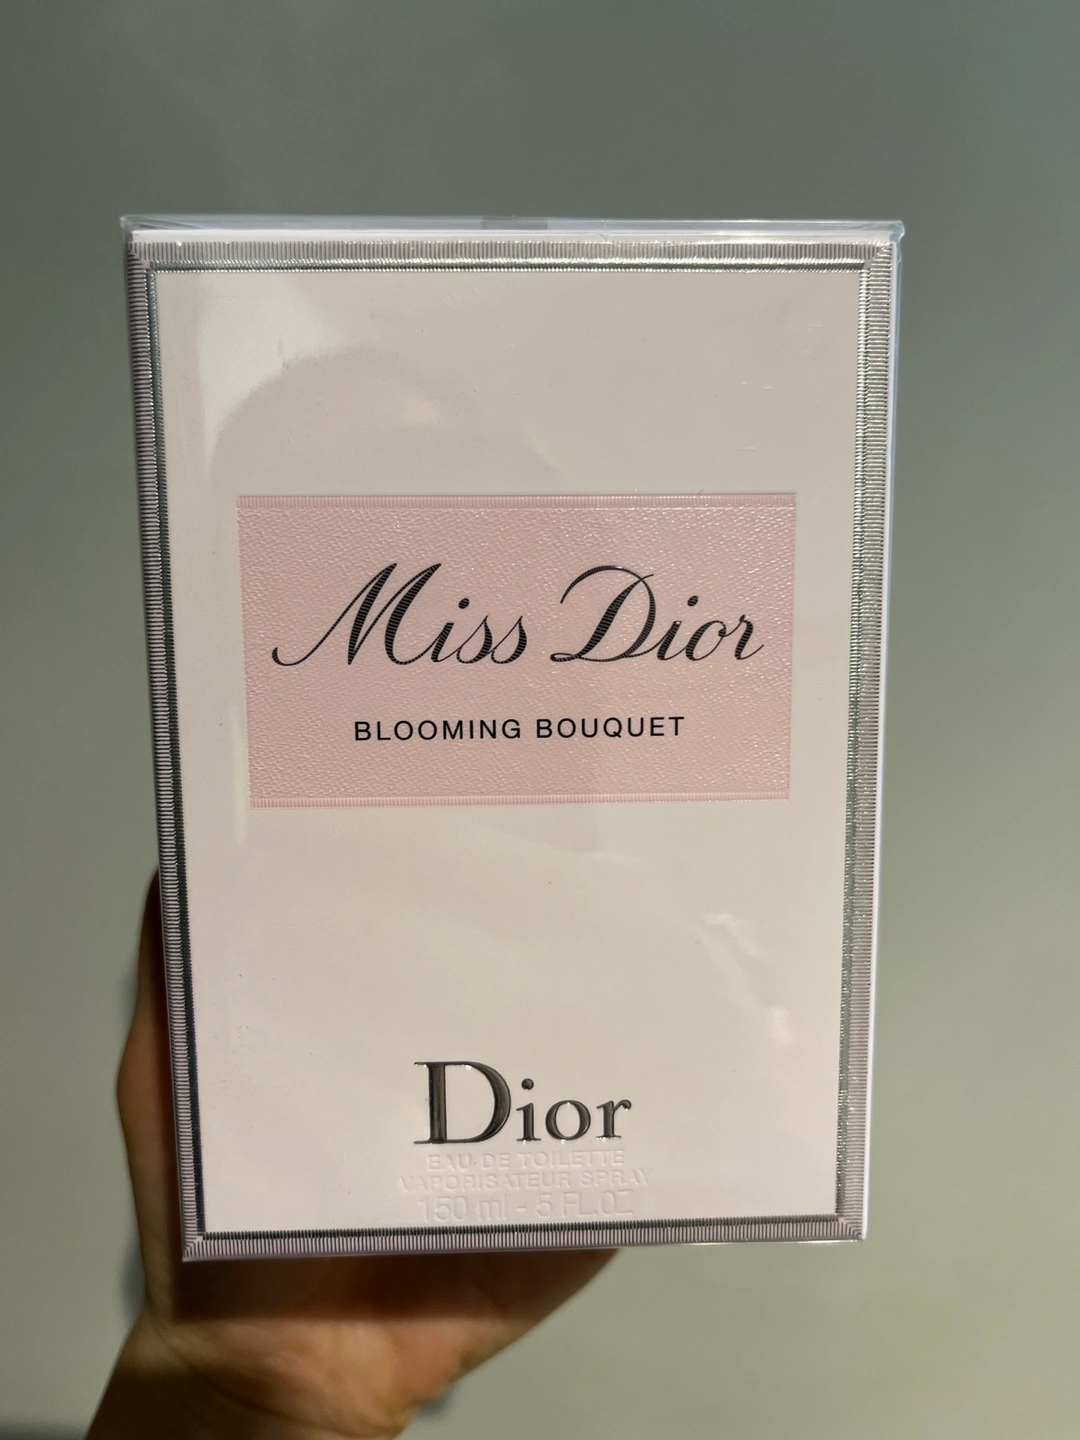 Miss Dior
BLOOMING BOUQUET
Dior
EAU DE TOILETTE
VAPORISATEUR SPRAY
150 ml - 5 FL.OZ